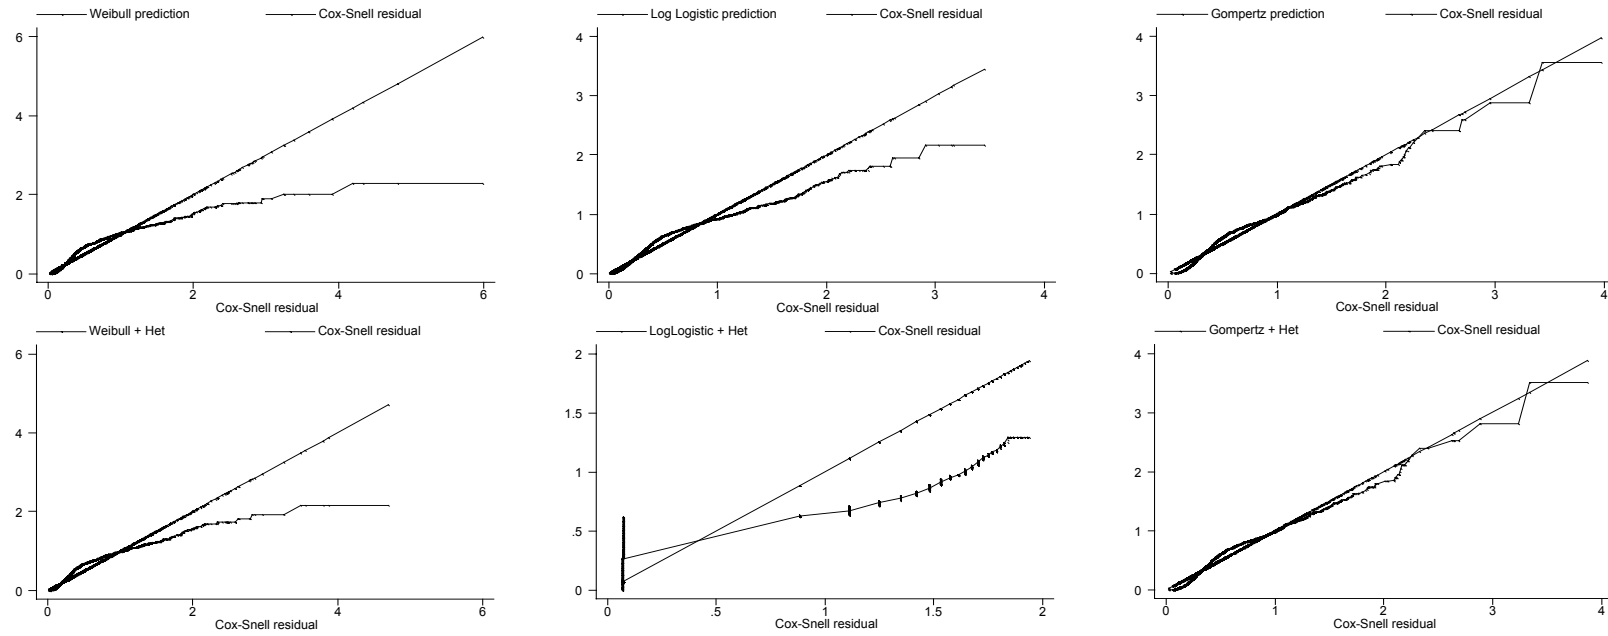 Weibull prediction Cox-Snell residual
6
4
2
0
0 2 4 6
Cox-Snell residual
Log Logistic prediction Cox-Snell residual
4
3
2
1
0
0 1 2 3 4
Cox-Snell residual
Gompertz prediction Cox-Snell residual
4
3
2
1
0
0 1 2 3 4
Cox-Snell residual
Weibull + Het Cox-Snell residual
6
4
2
0
0 2 4 6
Cox-Snell residual
LogLogistic + Het Cox-Snell residual
2
1.5
1
.5
0
0 .5 1 1.5 2
Cox-Snell residual
Gompertz + Het Cox-Snell residual
4
3
2
1
0
0 1 2 3 4
Cox-Snell residual